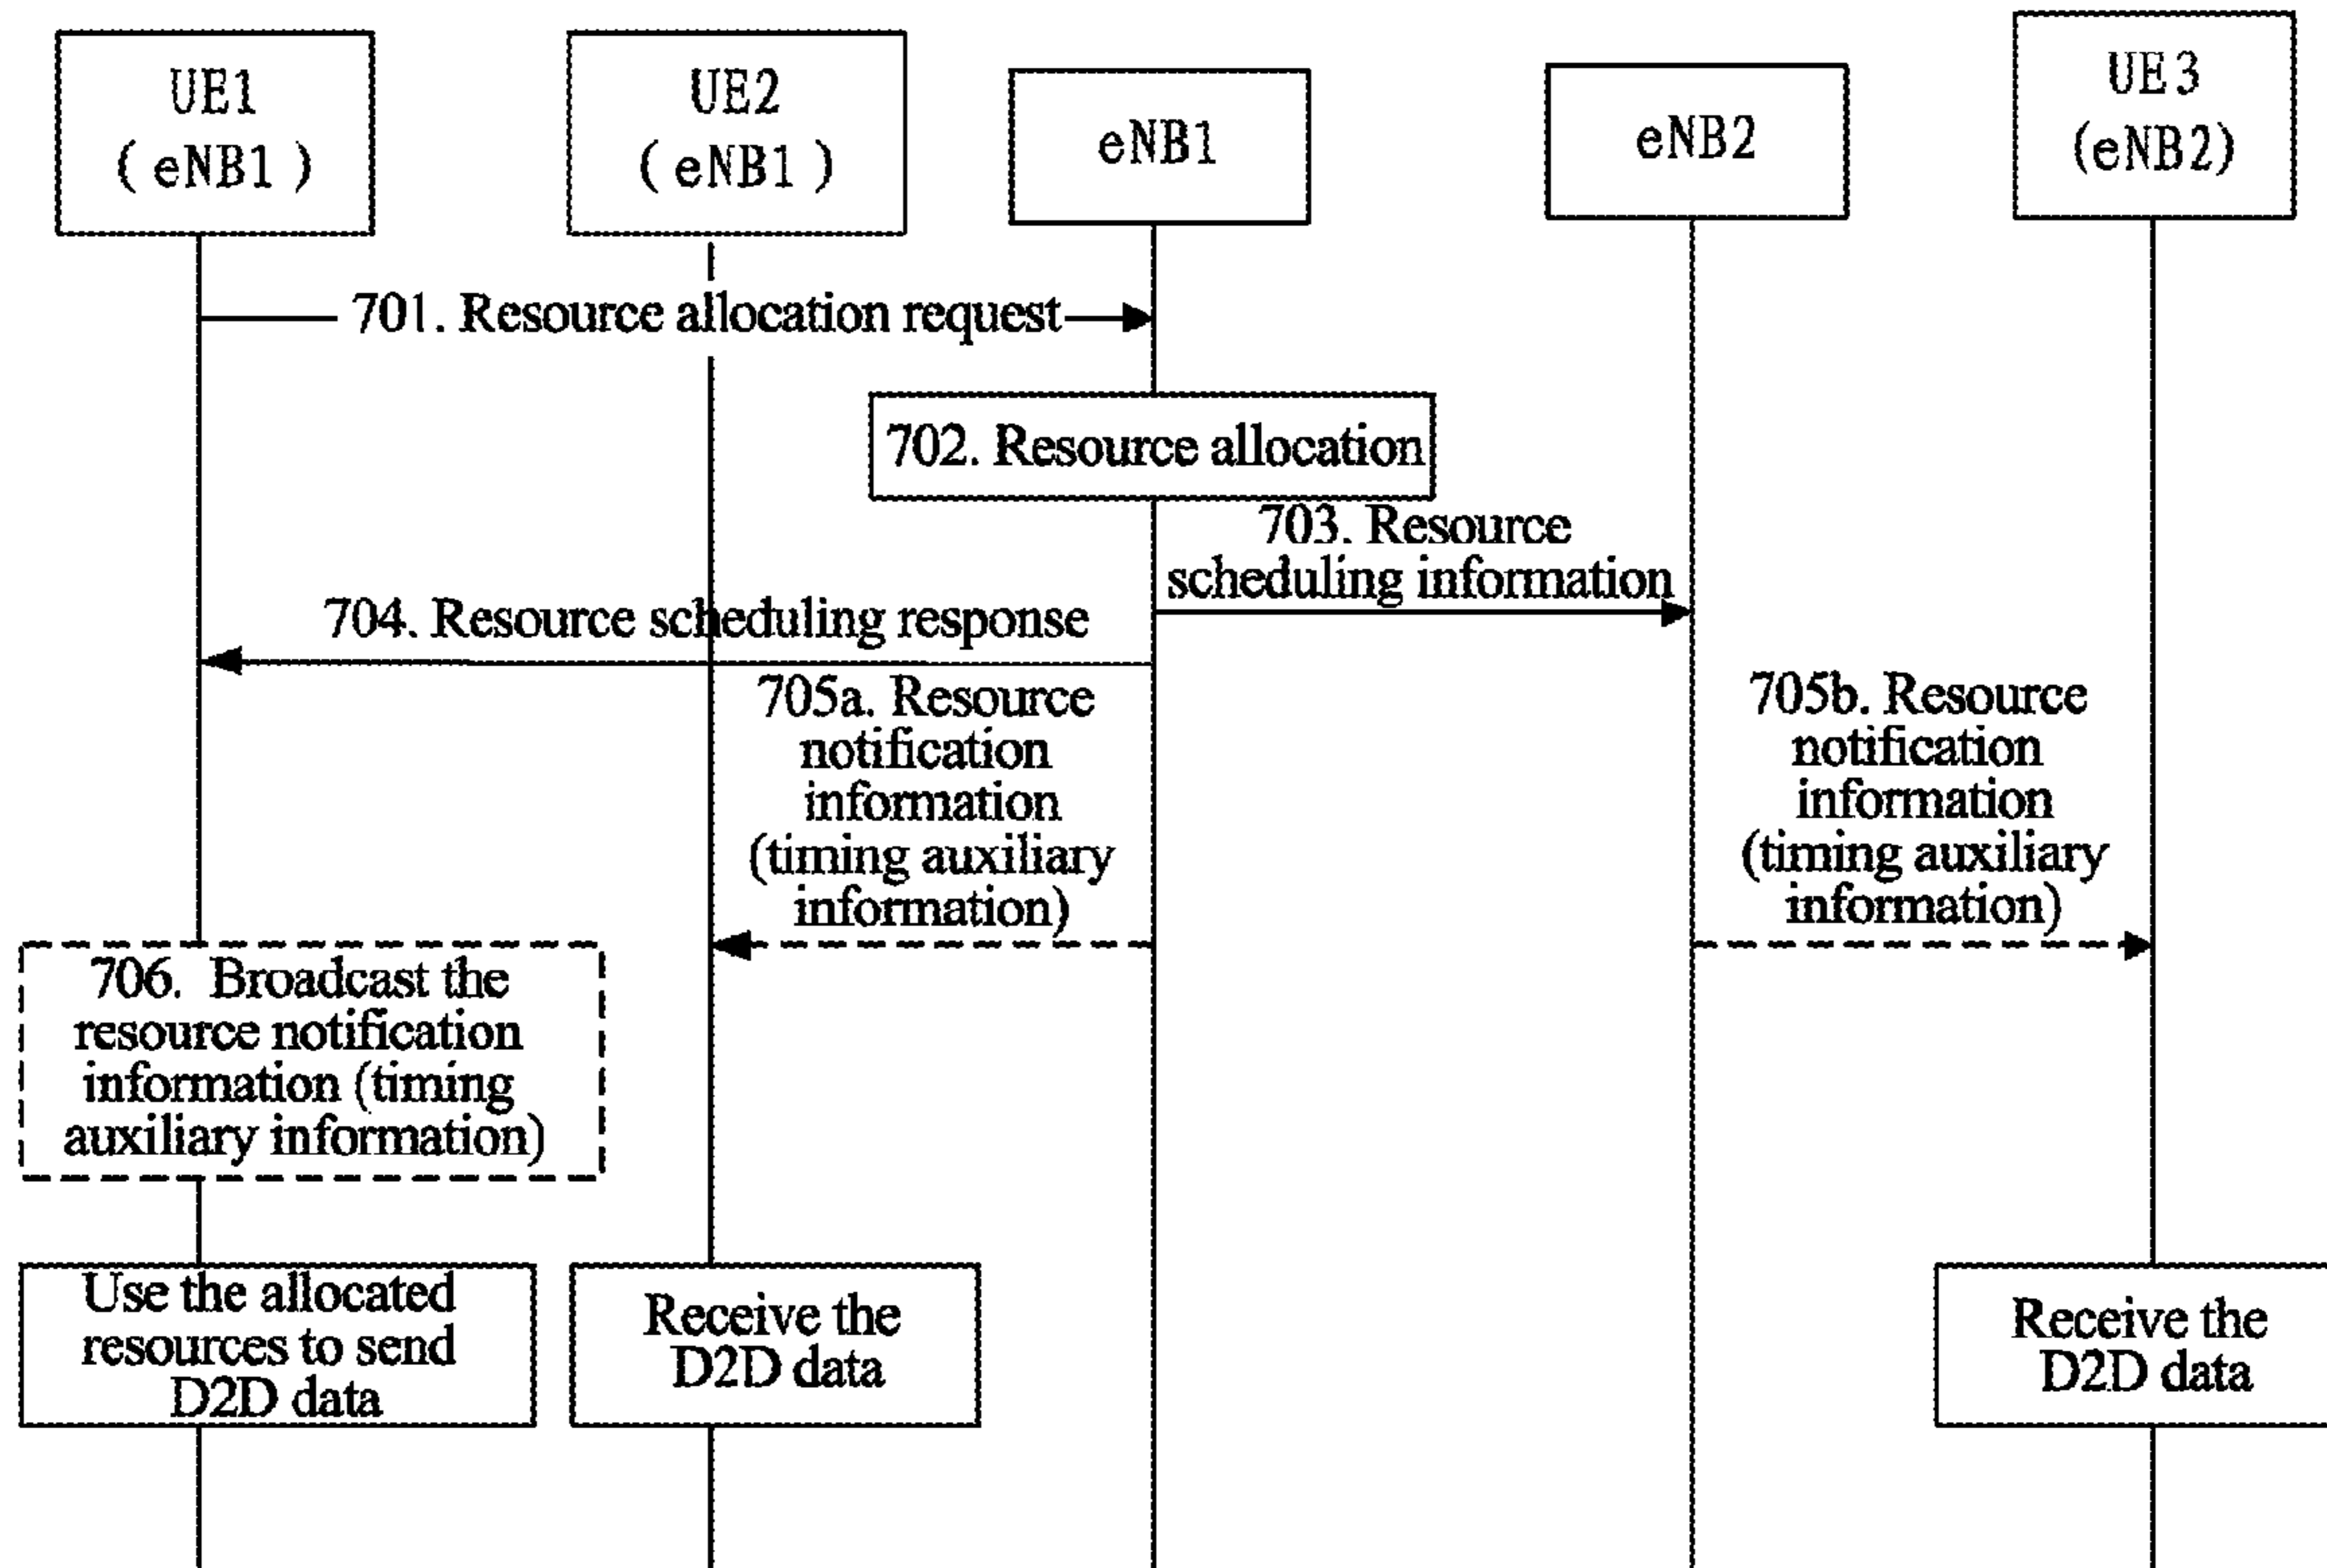 UE1
( eNB1 )
UE2
( eNB1 )
eNB1
eNB2
UE3
(eNB2)
701. Resource allocation request
702. Resource allocation
703. Resource
scheduling information
704. Resource scheduling response
705a. Resource
notification
information
(timing auxiliary
information)
705b. Resource
notification
information
(timing auxiliary
information)
706. Broadcast the
resource notification
information (timing
auxiliary information)
Use the allocated
resources to send
D2D data
Receive the
D2D data
Receive the
D2D data